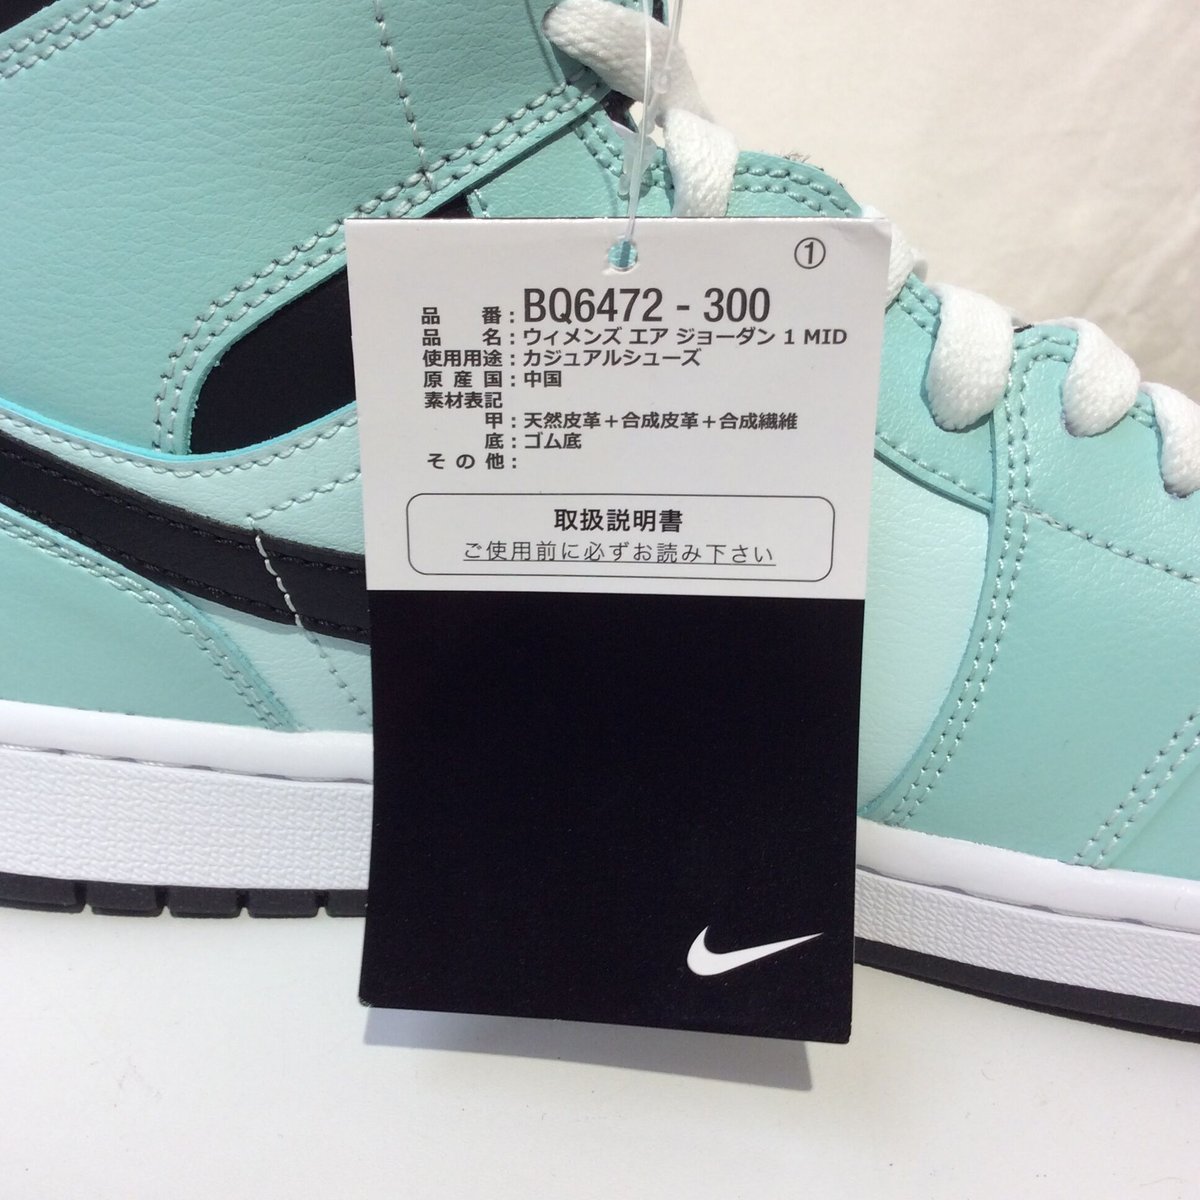 ①
品番：BQ6472 - 300
品名：ウィメンズ エア ジョーダン 1 MID
使用用途：カジュアルシューズ
原産国：中国
素材表記
甲：天然皮革＋合成皮革＋合成繊維
底：ゴム底
その他：
取扱説明書
ご使用前に必ずお読み下さい